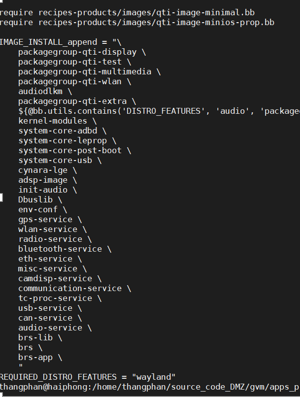 require recipes-products/images/qti-image-minimal.bb
require recipes-products/images/qti-image-minios-prop.bb
IMAGE_INSTALL_append = "\
packagegroup-qti-display \
packagegroup-qti-test \
packagegroup-qti-multimedia \
packagegroup-qti-wlan \
audiodlkm \
packagegroup-qti-extra \
${@bb.utils.contains('DISTRO_FEATURES', 'audio', 'package
kernel-modules \
system-core-adbd \
system-core-leprop \
system-core-post-boot \
system-core-usb \
cynara-lge \
adsp-image \
init-audio \
Dbuslib \
env-conf \
gps-service \
wlan-service \
radio-service \
bluetooth-service \
eth-service \
misc-service \
camdisp-service \
communication-service \
tc-proc-service \
usb-service \
can-service \
audio-service \
brs-lib \
brs \
brs-app \
"
REQUIRED_DISTRO_FEATURES = "wayland"
thangphan@haiphong:/home/thangphan/source_code_DMZ/gvm/apps_p